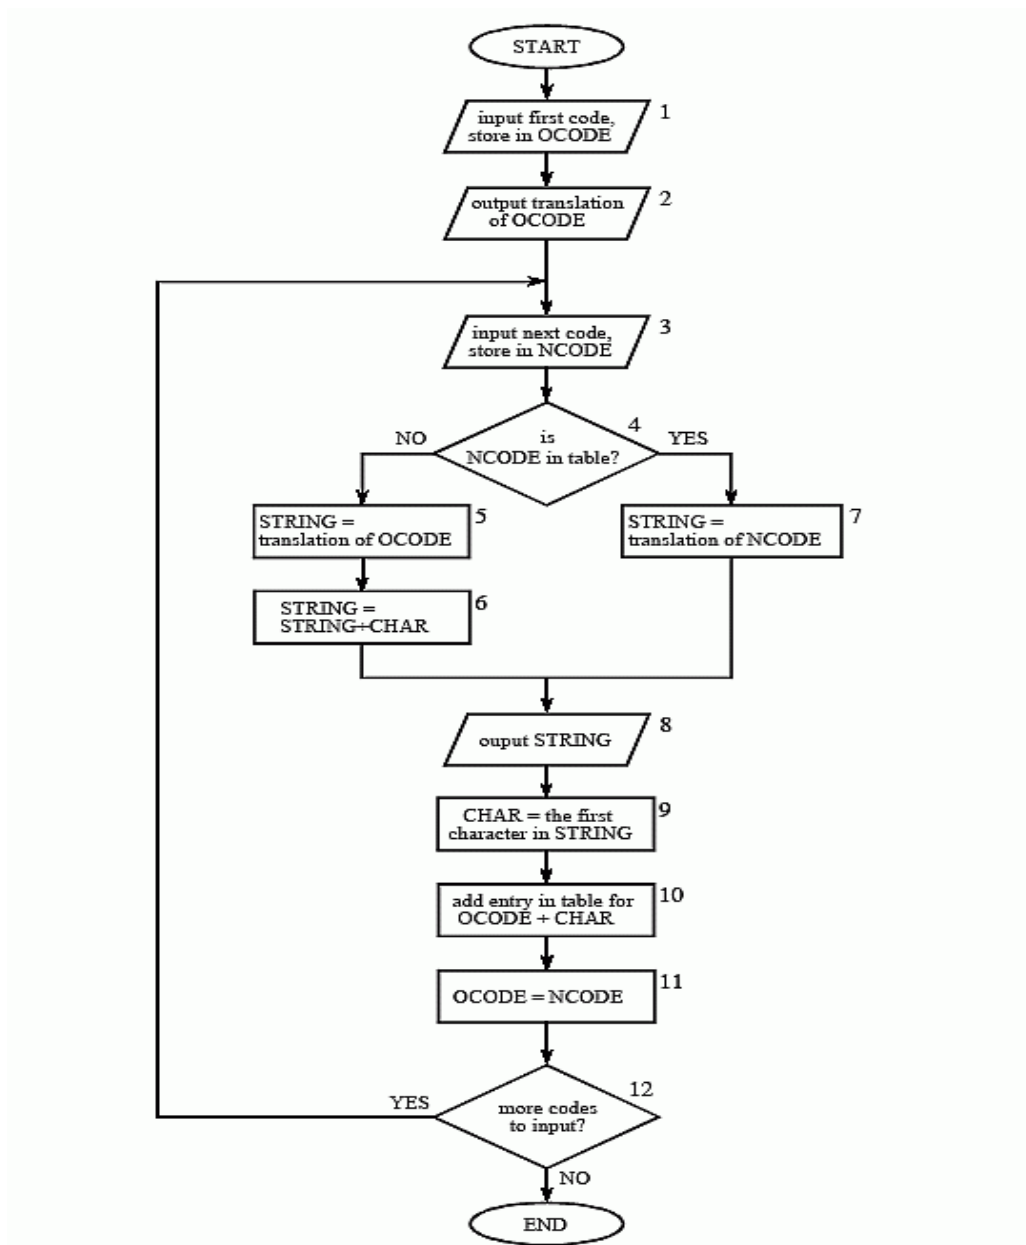 START
1
input first code,
store in OCODE
2
output translation
of OCODE
3
input next code,
store in NCODE
4
NO
is
YES
NCODE in table?
5
STRING =
translation of OCODE
7
STRING =
translation of NCODE
6
STRING =
STRING+CHAR
8
ouput STRING
9
CHAR = the first
character in STRING
10
add entry in table for
OCODE + CHAR
11
OCODE = NCODE
12
YES
more codes
to input?
NO
END